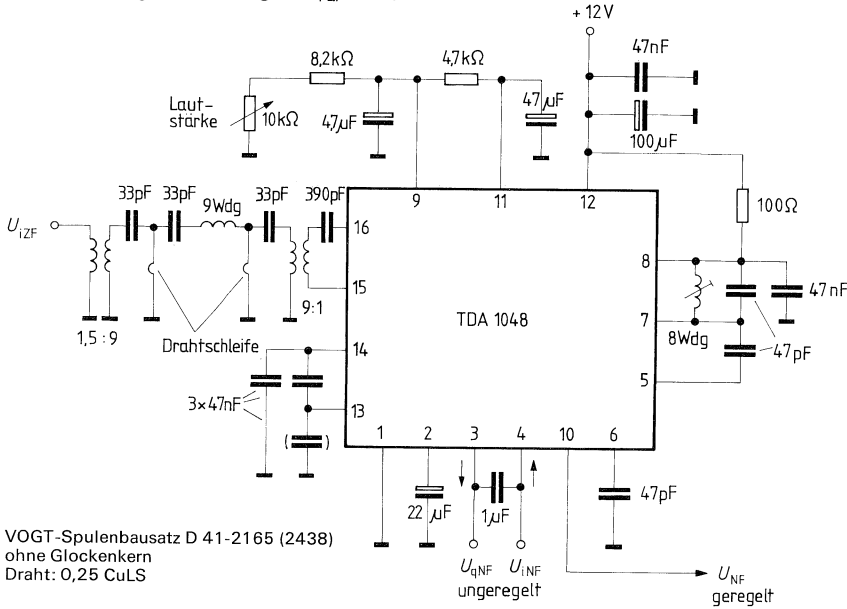 + 12 V
47nF
8,2kΩ
4,7kΩ
Laut-
stärke
10kΩ
47µF
47 µF
100µF
9
11
12
100Ω
33pF
33pF
9Wdg
33pF
390pF
UiZF
16
15
8
47nF
1,5 : 9
Drahtschleife
9:1
TDA 1048
7
8Wdg
47pF
14
5
3×47nF
13
( )
1
2
3
4
10
6
22 µF
1µF
47pF
UqNF
UiNF
ungeregelt
UNF
geregelt
VOGT-Spulenbausatz D 41-2165 (2438)
ohne Glockenkern
Draht: 0,25 CuLS